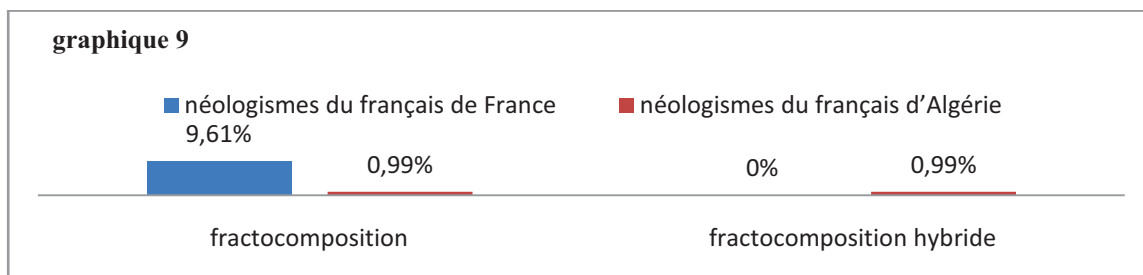 graphique 9
néologismes du français de France néologismes du français d’Algérie
9,61%
0,99% 0% 0,99%
fractocomposition fractocomposition hybride